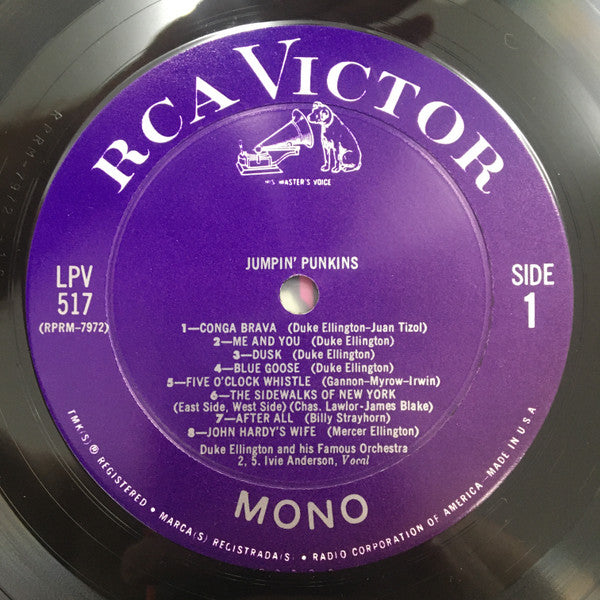 RCA VICTOR
HIS MASTER'S VOICE
JUMPIN' PUNKINS
LPV
517
(RPRM-7972)
SIDE
1
1—CONGA BRAVA (Duke Ellington-Juan Tizol)
2—ME AND YOU (Duke Ellington)
3—DUSK (Duke Ellington)
4—BLUE GOOSE (Duke Ellington)
5—FIVE O'CLOCK WHISTLE (Gannon-Myrow-Irwin)
6—THE SIDEWALKS OF NEW YORK
(East Side, West Side) (Chas. Lawlor-James Blake)
7—AFTER ALL (Billy Strayhorn)
8—JOHN HARDY'S WIFE (Mercer Ellington)
Duke Ellington and his Famous Orchestra
2, 5. Ivie Anderson, Vocal
MONO
TMK(S) ® REGISTERED • MARCA(S) REGISTRADA(S) • RADIO CORPORATION OF AMERICA-MADE IN U.S.A
RPRM-7972